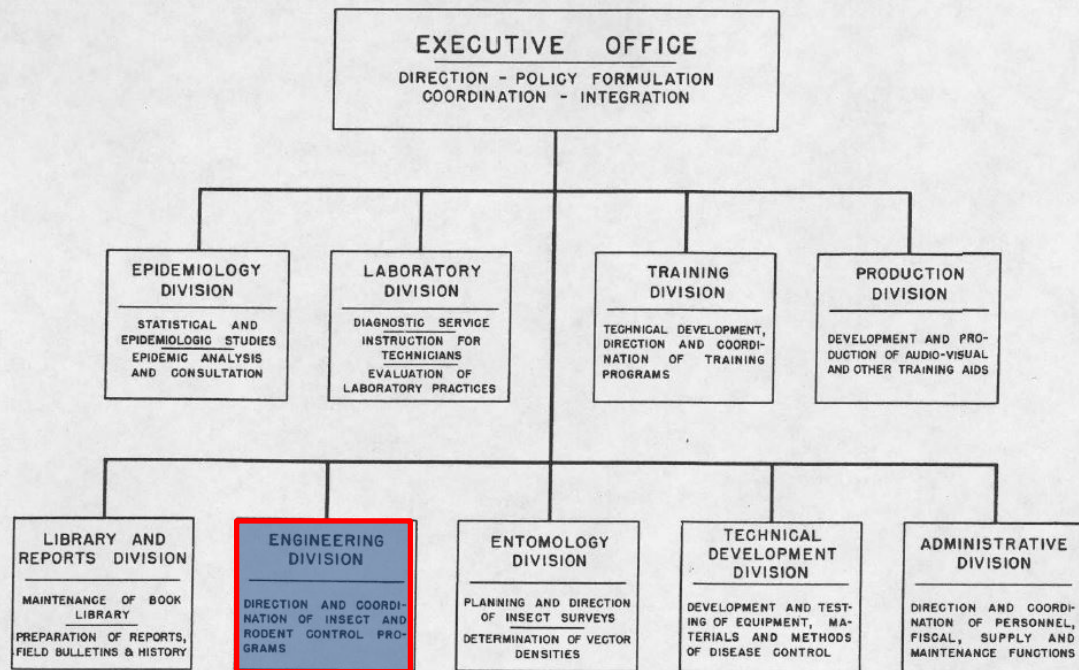 EXECUTIVE OFFICE
DIRECTION - POLICY FORMULATION
COORDINATION - INTEGRATION
EPIDEMIOLOGY
DIVISION
STATISTICAL AND
EPIDEMIOLOGIC STUDIES
EPIDEMIC ANALYSIS
AND CONSULTATION
LABORATORY
DIVISION
DIAGNOSTIC SERVICE
INSTRUCTION FOR
TECHNICIANS
EVALUATION OF
LABORATORY PRACTICES
TRAINING
DIVISION
TECHNICAL DEVELOPMENT,
DIRECTION AND COORDI-
NATION OF TRAINING
PROGRAMS
PRODUCTION
DIVISION
DEVELOPMENT AND PRO-
DUCTION OF AUDIO-VISUAL
AND OTHER TRAINING AIDS
LIBRARY AND
REPORTS DIVISION
MAINTENANCE OF BOOK
LIBRARY
PREPARATION OF REPORTS,
FIELD BULLETINS & HISTORY
ENGINEERING
DIVISION
DIRECTION AND COORDI-
NATION OF INSECT AND
RODENT CONTROL PRO-
GRAMS
ENTOMOLOGY
DIVISION
PLANNING AND DIRECTION
OF INSECT SURVEYS
DETERMINATION OF VECTOR
DENSITIES
TECHNICAL
DEVELOPMENT
DIVISION
DEVELOPMENT AND TEST-
ING OF EQUIPMENT, MA-
TERIALS AND METHODS
OF DISEASE CONTROL
ADMINISTRATIVE
DIVISION
DIRECTION AND COORDI-
NATION OF PERSONNEL,
FISCAL, SUPPLY AND
MAINTENANCE FUNCTIONS